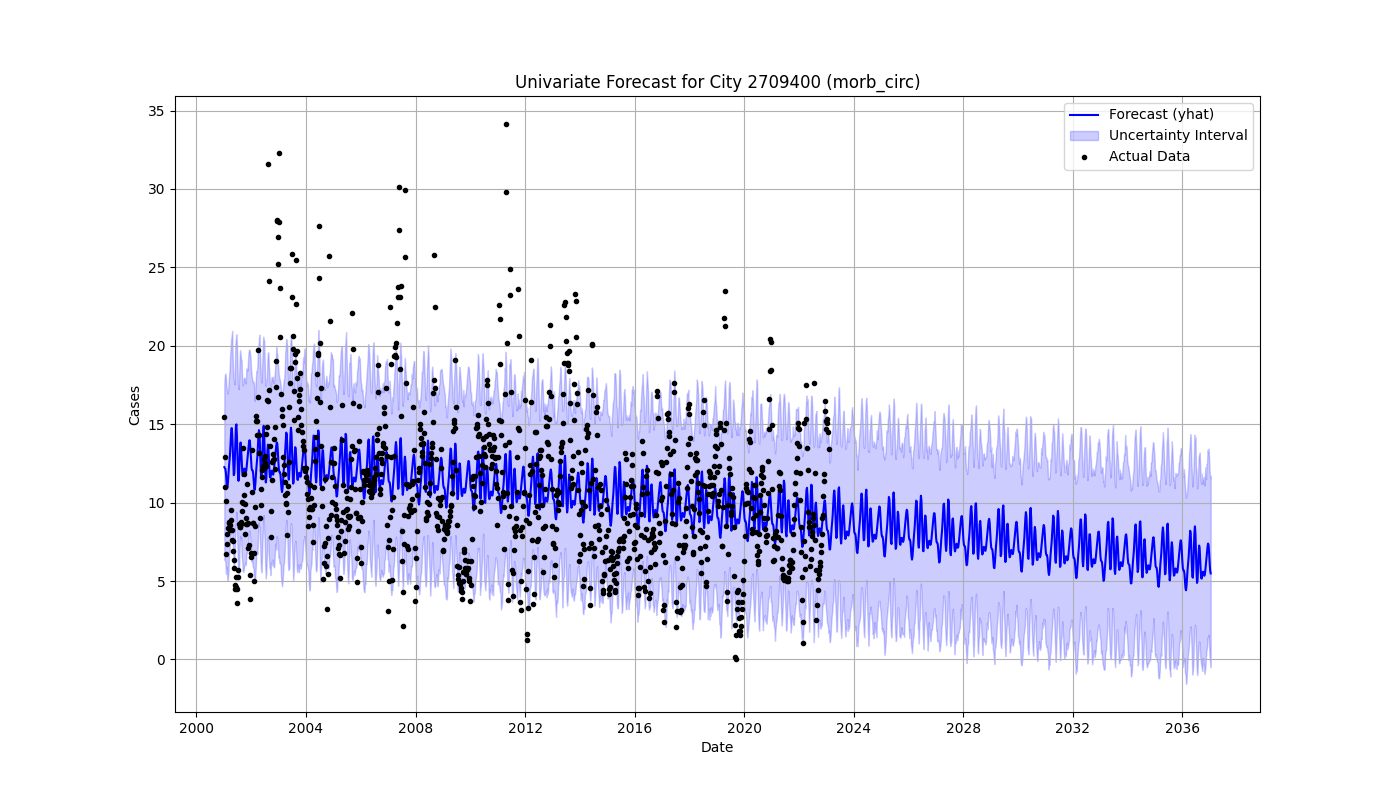 Univariate Forecast for City 2709400 (morb_circ)
Forecast (yhat)
Uncertainty Interval
Actual Data
Cases
35
30
25
20
15
10
5
0
2000 2004 2008 2012 2016 2020 2024 2028 2032 2036
Date